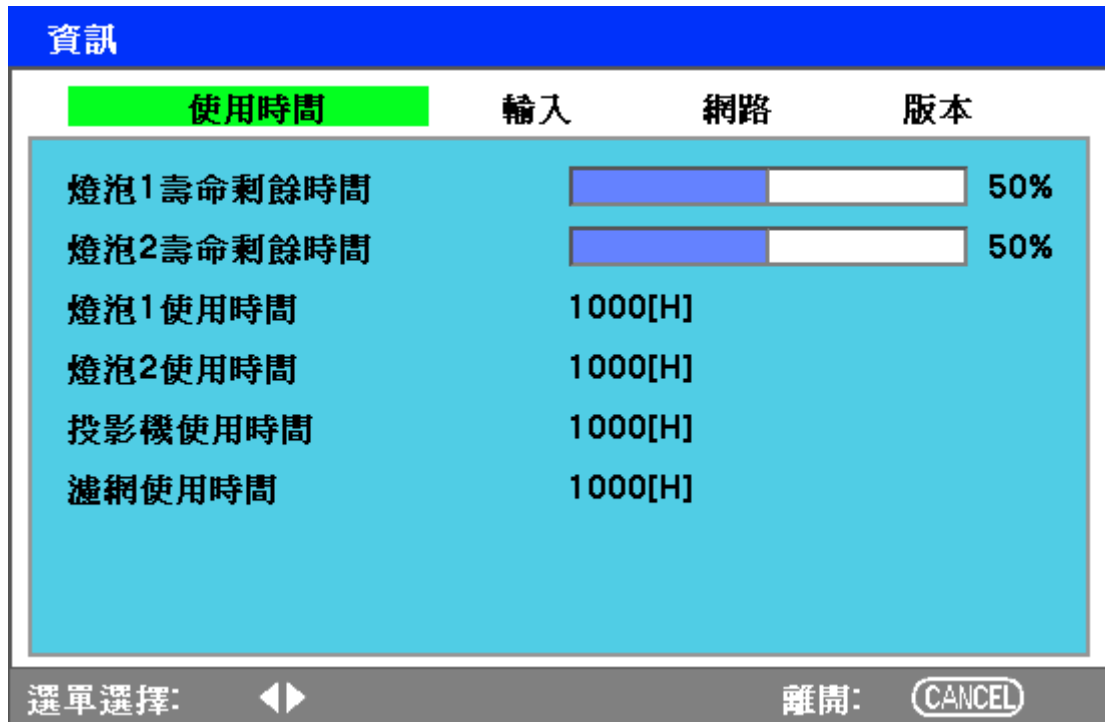 資訊
使用時間 輸入 網路 版本
燈泡1壽命剩餘時間 50%
燈泡2壽命剩餘時間 50%
燈泡1使用時間 1000[H]
燈泡2使用時間 1000[H]
投影機使用時間 1000[H]
濾網使用時間 1000[H]
選單選擇: 離開: CANCEL